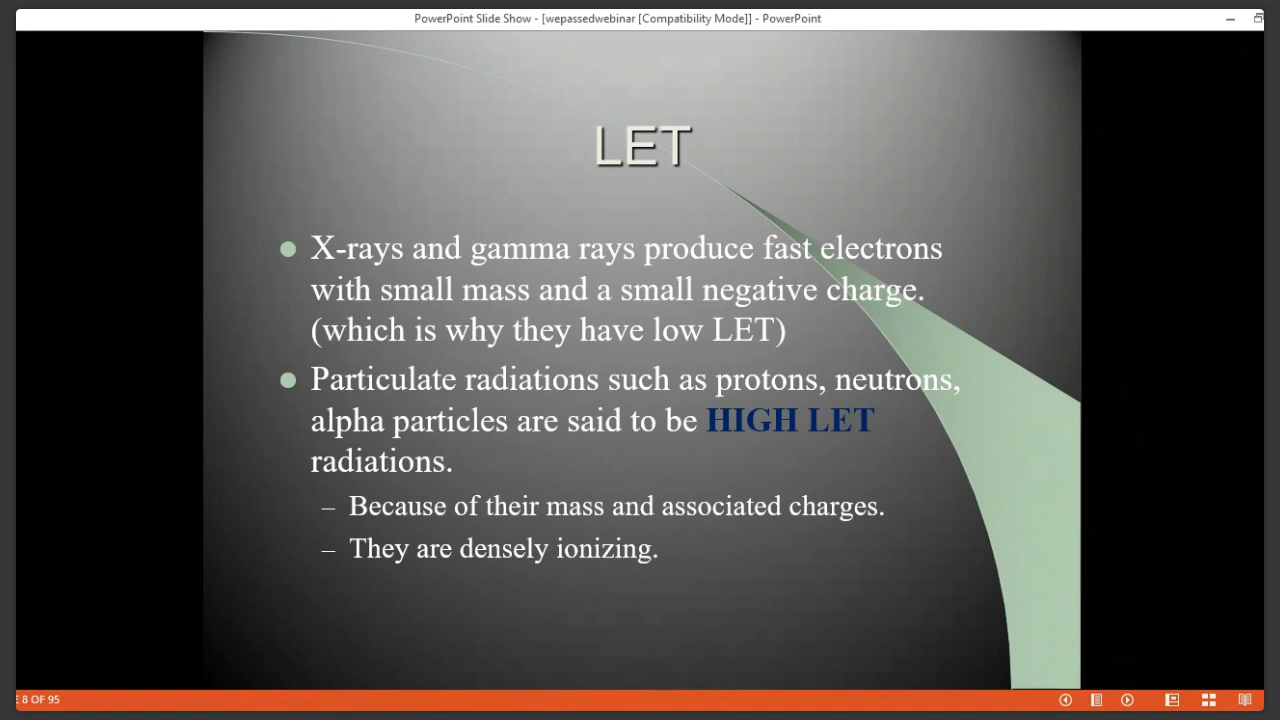 PowerPoint Slide Show - [wepassedwebinar [Compatibility Mode]] - PowerPoint
LET
X-rays and gamma rays produce fast electrons
with small mass and a small negative charge.
(which is why they have low LET)
Particulate radiations such as protons, neutrons,
alpha particles are said to be HIGH LET
radiations.
– Because of their mass and associated charges.
– They are densely ionizing.
E 8 OF 95